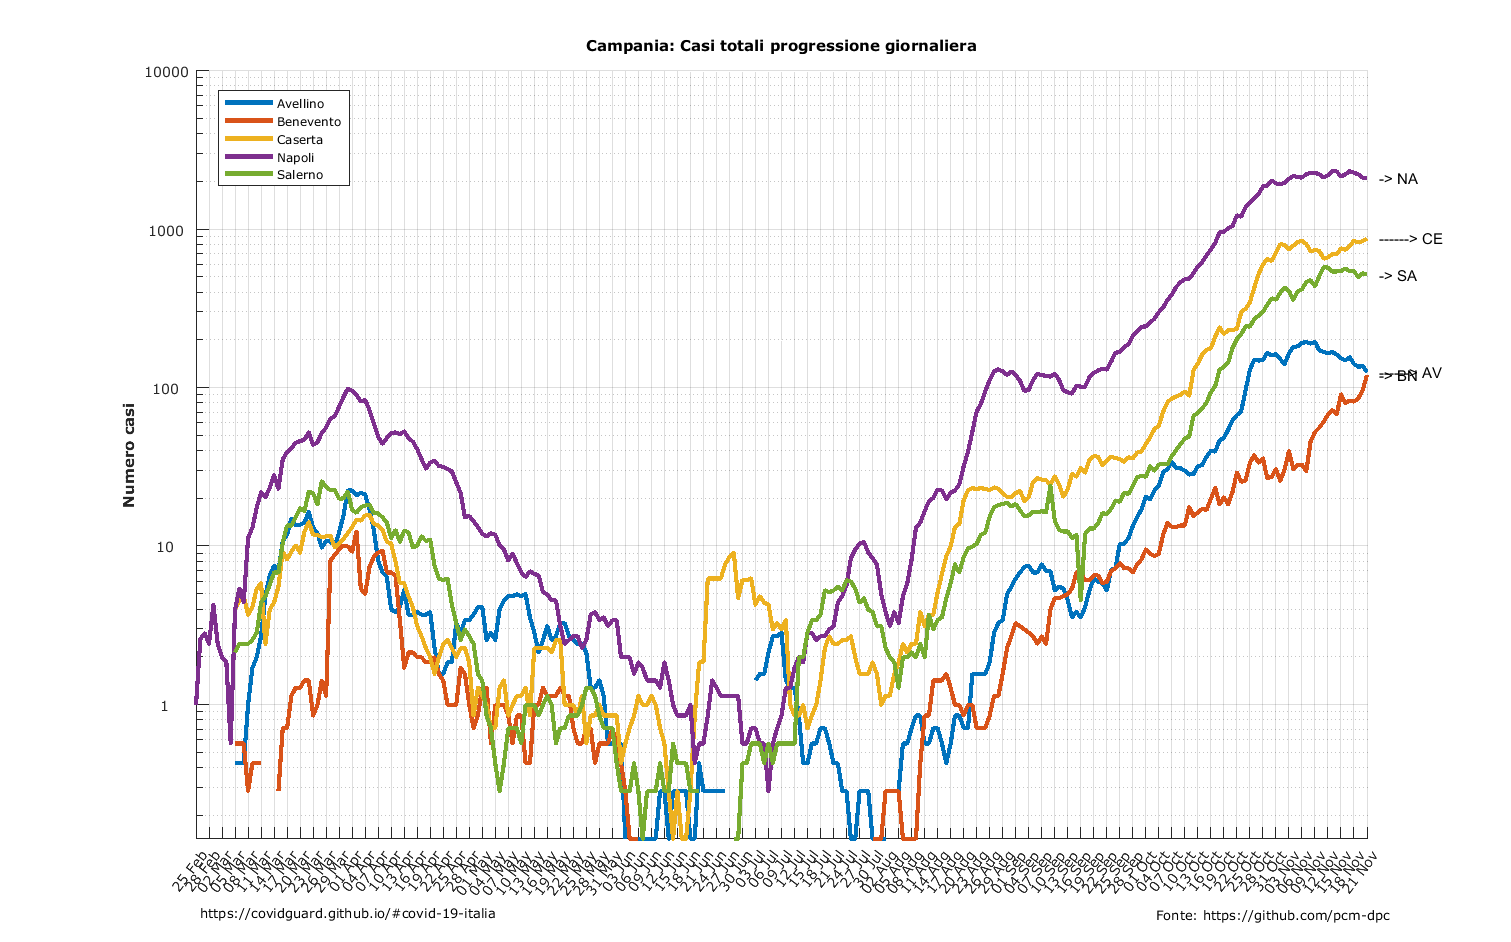 Campania: Casi totali progressione giornaliera
10000
1000
100
10
1
Numero casi
Avellino
Benevento
Caserta
Napoli
Salerno
-> NA
------> CE
-> SA
------> AV
-> BN
25 Feb
28 Feb
02 Mar
05 Mar
08 Mar
11 Mar
14 Mar
17 Mar
20 Mar
23 Mar
26 Mar
29 Mar
01 Apr
04 Apr
07 Apr
10 Apr
13 Apr
16 Apr
19 Apr
22 Apr
25 Apr
28 Apr
01 May
04 May
07 May
10 May
13 May
16 May
19 May
22 May
25 May
28 May
31 May
03 Jun
06 Jun
09 Jun
12 Jun
15 Jun
18 Jun
21 Jun
24 Jun
27 Jun
30 Jun
03 Jul
06 Jul
09 Jul
12 Jul
15 Jul
18 Jul
21 Jul
24 Jul
27 Jul
30 Jul
02 Aug
05 Aug
08 Aug
11 Aug
14 Aug
17 Aug
20 Aug
23 Aug
26 Aug
29 Aug
01 Sep
04 Sep
07 Sep
10 Sep
13 Sep
16 Sep
19 Sep
22 Sep
25 Sep
28 Sep
01 Oct
04 Oct
07 Oct
10 Oct
13 Oct
16 Oct
19 Oct
22 Oct
25 Oct
28 Oct
31 Oct
03 Nov
06 Nov
09 Nov
12 Nov
15 Nov
18 Nov
21 Nov
https://covidguard.github.io/#covid-19-italia
Fonte: https://github.com/pcm-dpc